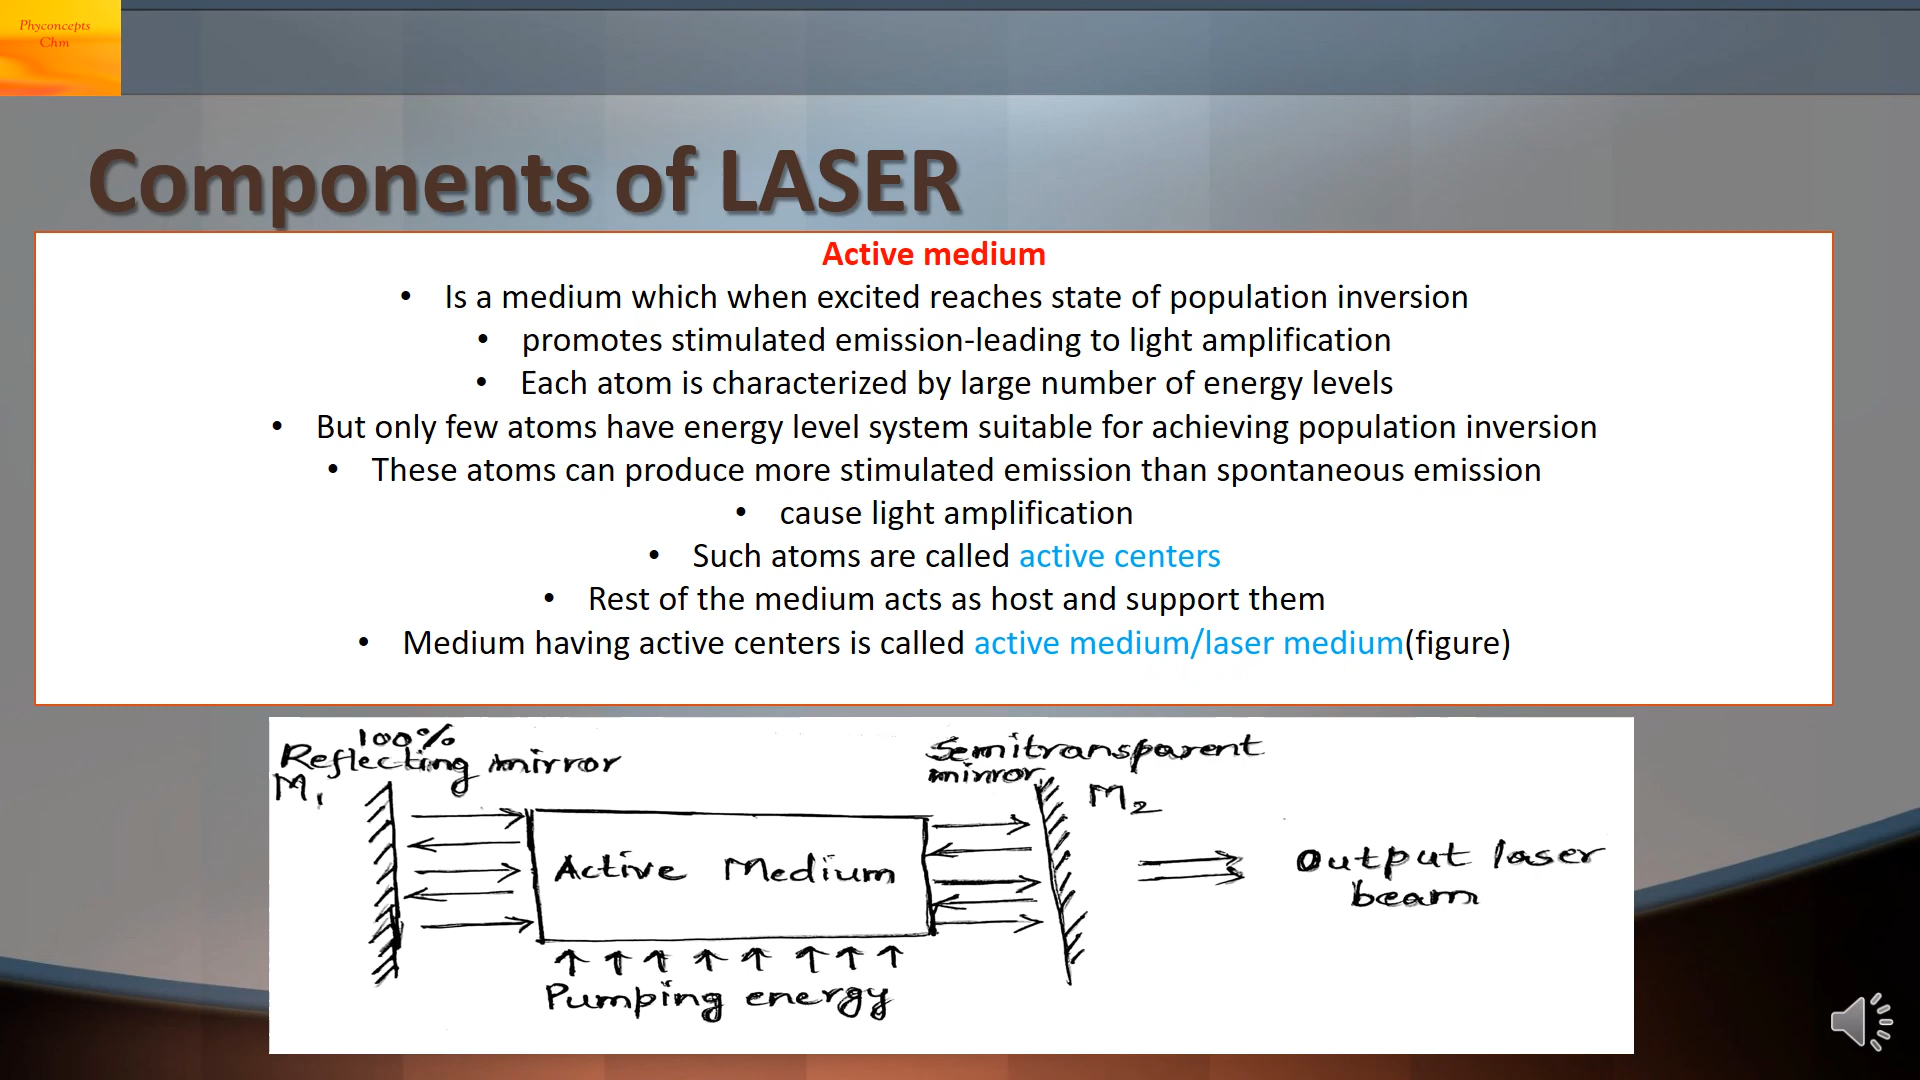 Phyconcepts
Chm
Components of LASER
Active medium
• Is a medium which when excited reaches state of population inversion
• promotes stimulated emission-leading to light amplification
• Each atom is characterized by large number of energy levels
• But only few atoms have energy level system suitable for achieving population inversion
• These atoms can produce more stimulated emission than spontaneous emission
• cause light amplification
• Such atoms are called active centers
• Rest of the medium acts as host and support them
• Medium having active centers is called active medium/laser medium(figure)
100%
Reflecting mirror
M₁
Semitransparent
mirror
M₂
Active Medium
Output laser
beam
Pumping energy